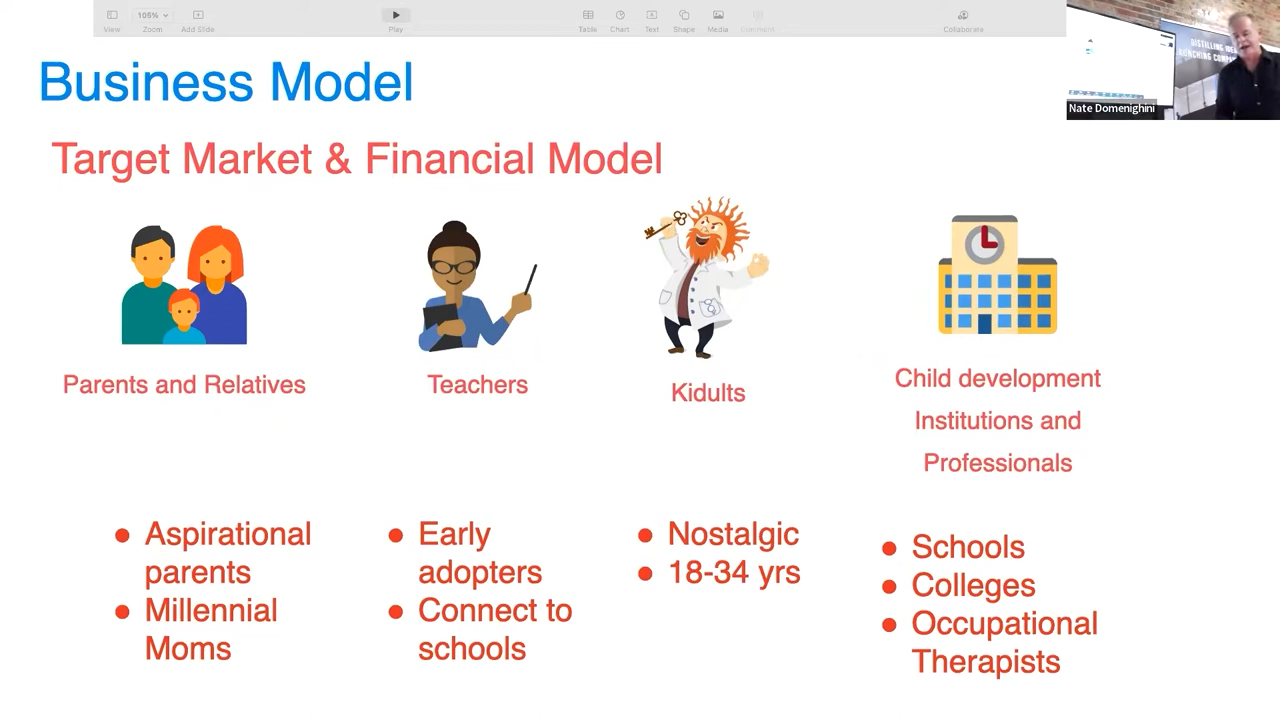 105%
View
Zoom
Add Slide
Play
Table
Chart
Text
Shape
Media
Comment
Collaborate
Nate Domenighini
Business Model
Target Market & Financial Model
Parents and Relatives
Teachers
Kidults
Child development
Institutions and
Professionals
● Aspirational
parents
● Millennial
Moms
● Early
adopters
● Connect to
schools
● Nostalgic
● 18-34 yrs
● Schools
● Colleges
● Occupational
Therapists